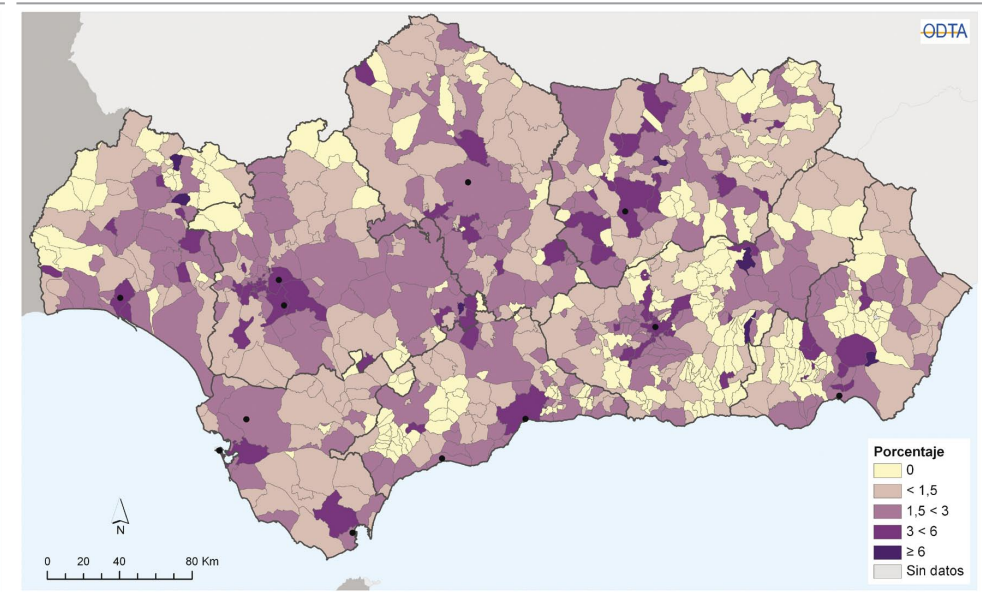 ODTA
Porcentaje
0
< 1,5
1,5 < 3
3 < 6
≥ 6
Sin datos
N
0 20 40 80 Km